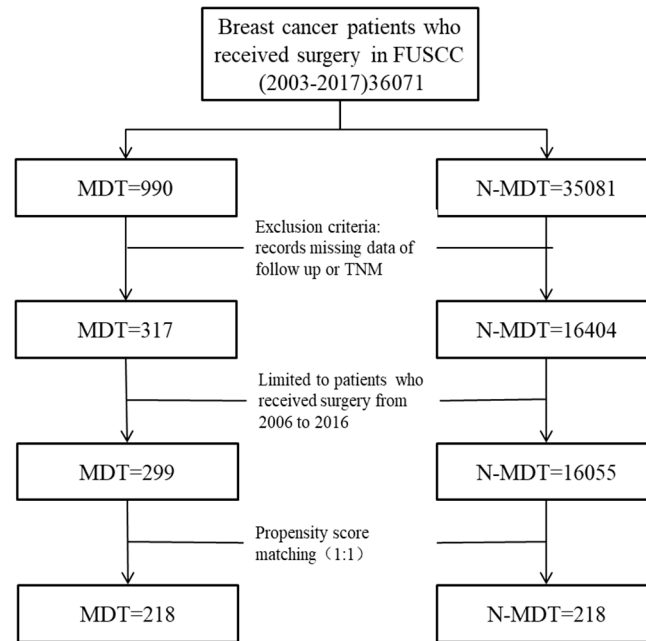 Breast cancer patients who
received surgery in FUSCC
(2003-2017)36071
MDT=990
N-MDT=35081
Exclusion criteria:
records missing data of
follow up or TNM
MDT=317
N-MDT=16404
Limited to patients who
received surgery from
2006 to 2016
MDT=299
N-MDT=16055
Propensity score
matching（1:1）
MDT=218
N-MDT=218